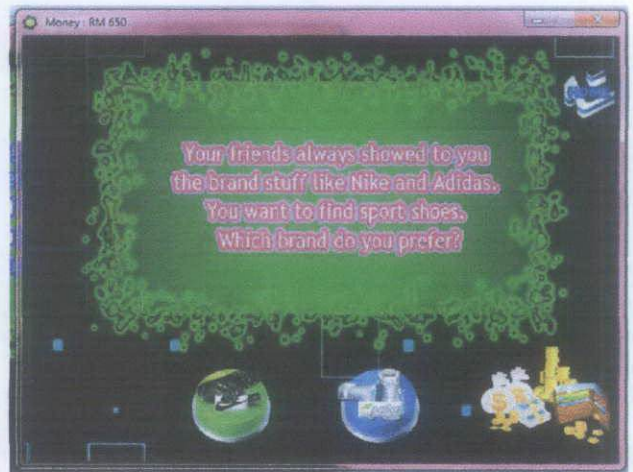 Money : RM 650
Your friends always showed to you
the brand stuff like Nike and Adidas.
You want to find sport shoes.
Which brand do you prefer?